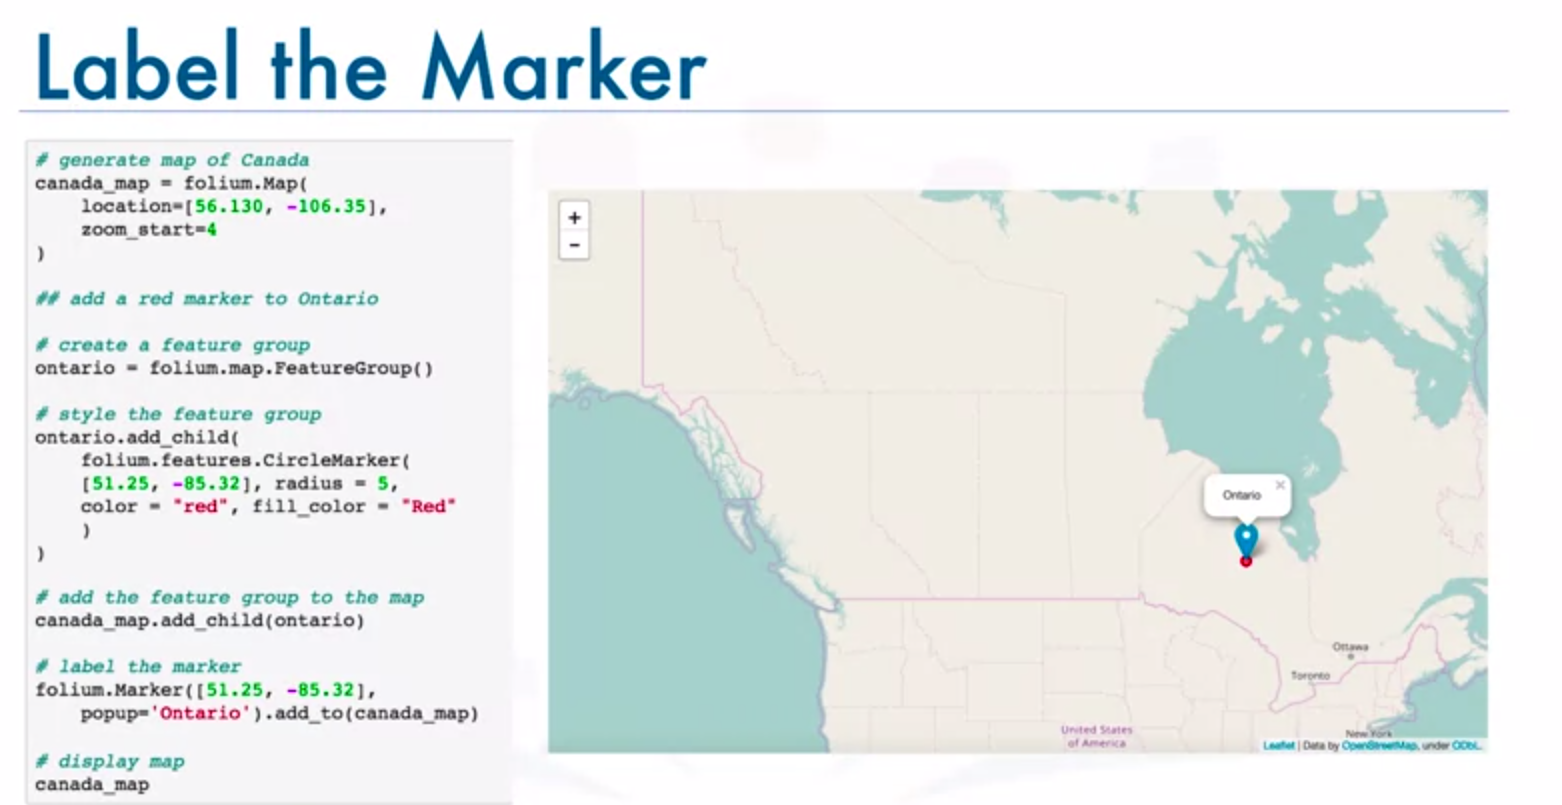 Label the Marker
# generate map of Canada
canada_map = folium.Map(
    location=[56.130, -106.35],
    zoom_start=4
)
## add a red marker to Ontario
# create a feature group
ontario = folium.map.FeatureGroup()
# style the feature group
ontario.add_child(
    folium.features.CircleMarker(
    [51.25, -85.32], radius = 5,
    color = "red", fill_color = "Red"
    )
)
# add the feature group to the map
canada_map.add_child(ontario)
# label the marker
folium.Marker([51.25, -85.32],
    popup='Ontario').add_to(canada_map)
# display map
canada_map
+
−
Ontario
×
Ottawa
Toronto
United States
of America
New York
Leaflet | Data by OpenStreetMap, under ODbL.